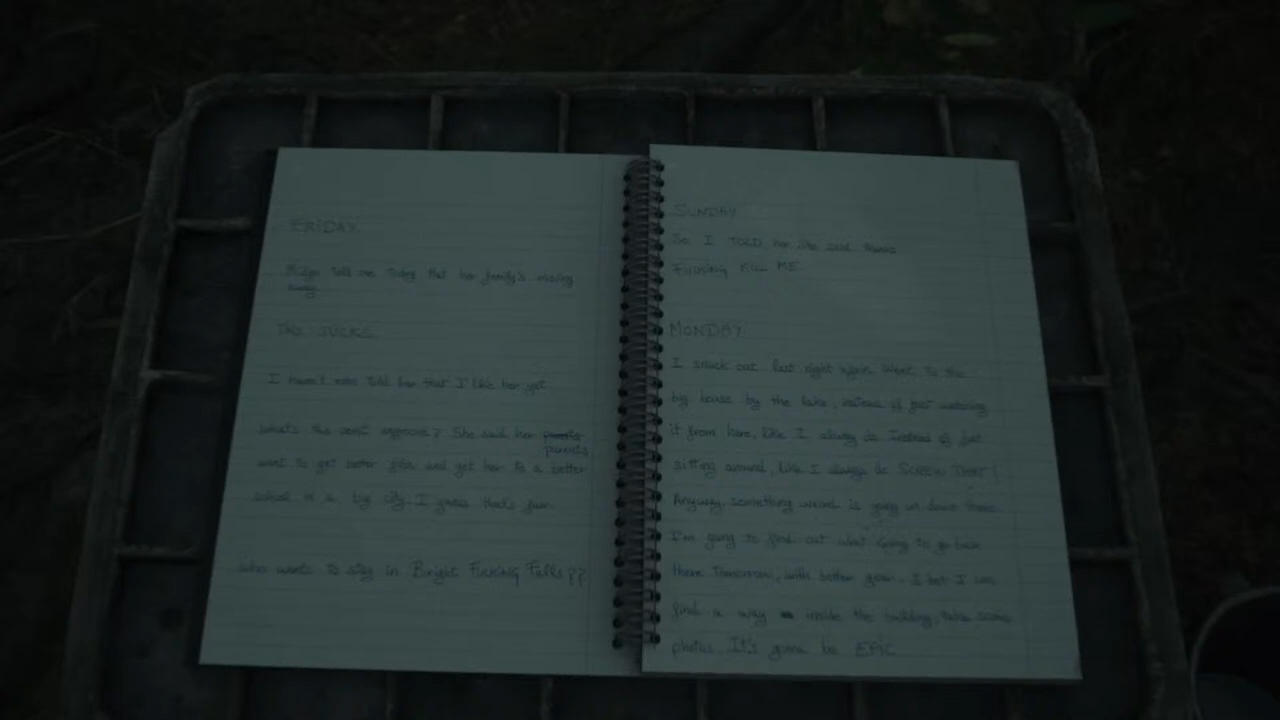 FRIDAY
told me today that her family's moving
away.
THIS SUCKS
I haven't even told her that I like her yet
what's the point anymore? She said her parents
parents
want to get better jobs and get her to a better
school in a big city. I guess that's fair.
who wants to stay in Bright Fucking Falls??
SUNDAY
So I TOLD her she said thanks
FUCKING KILL ME
MONDAY
I snuck out last night again. Went to the
big house by the lake, instead of just watching
it from here, like I always do Instead of just
sitting around, like I always do SCREW THAT!
Anyway, something weird is going on down there
I'm going to find out what Going to go back
there Tomorrow, with better gear. I bet I can
find a way inside the building, take some
photos. It's gonna be EPIC